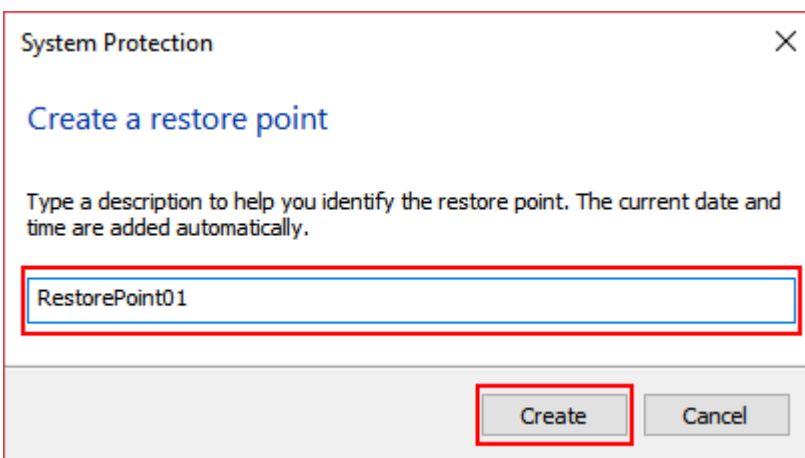 System Protection
Create a restore point
Type a description to help you identify the restore point. The current date and
time are added automatically.
RestorePoint01
Create
Cancel